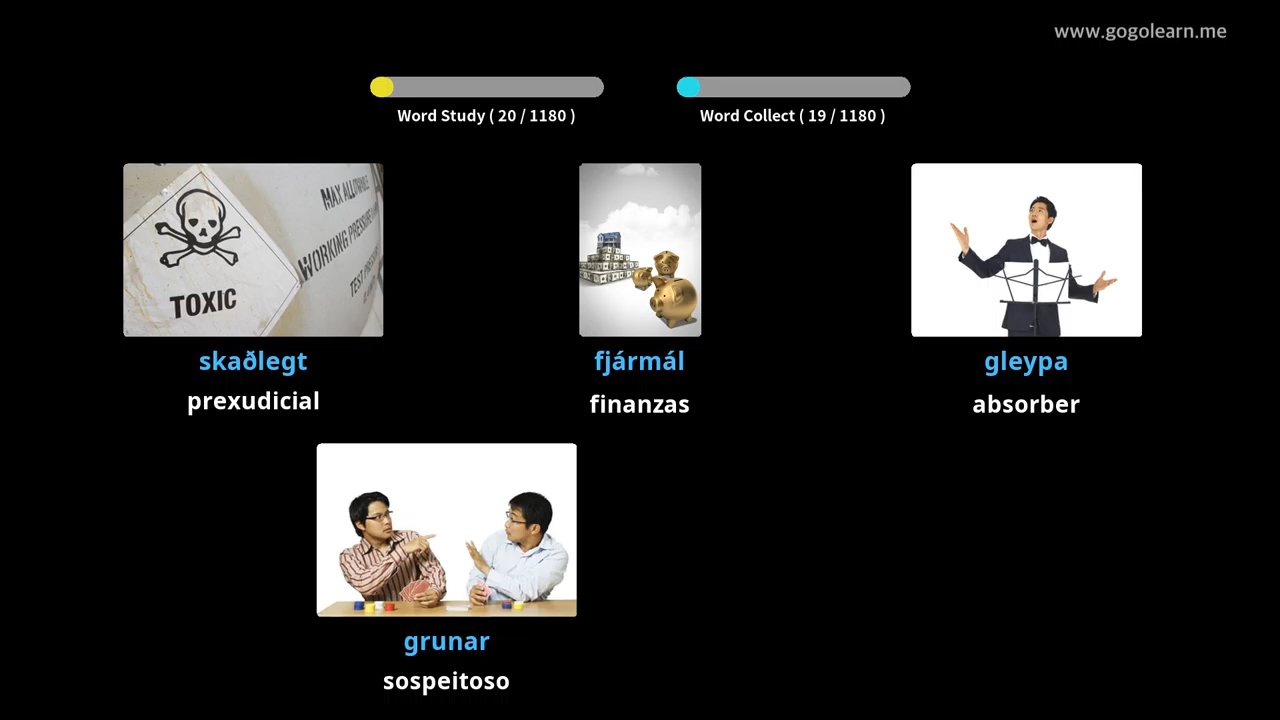 www.gogolearn.me
Word Study ( 20 / 1180 )
Word Collect ( 19 / 1180 )
TOXIC
MAX ALLOWABLE
WORKING PRESSURE
TEST PRESSURE
skaðlegt
prexudicial
fjármál
finanzas
gleypa
absorber
grunar
sospeitoso